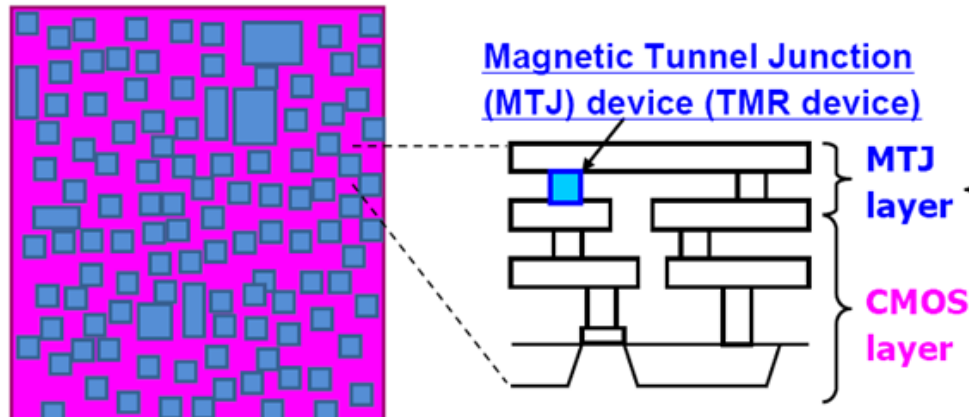 Magnetic Tunnel Junction
(MTJ) device (TMR device)
MTJ
layer
CMOS
layer